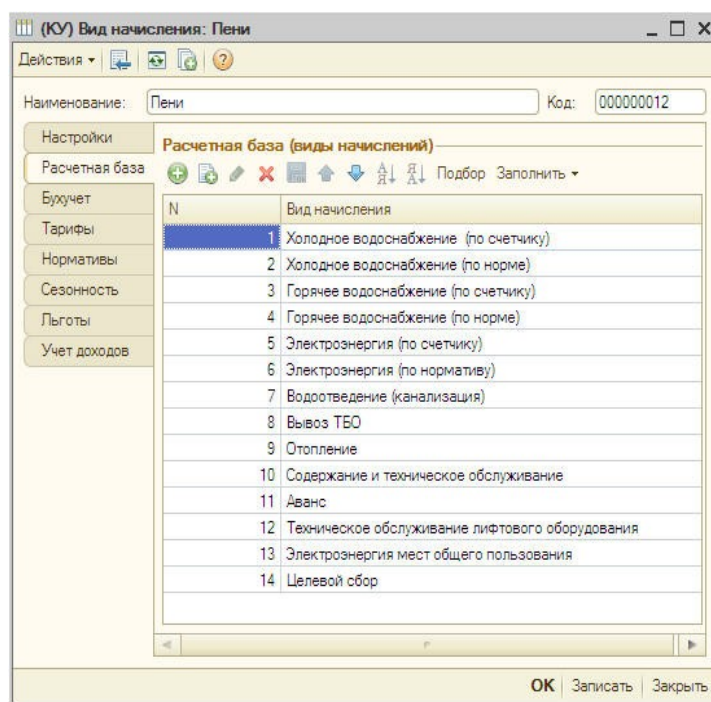 (КУ) Вид начисления: Пени
Действия
Наименование: Пени Код: 000000012
Настройки
Расчетная база
Бухучет
Тарифы
Нормативы
Сезонность
Льготы
Учет доходов
Расчетная база (виды начислений)
Подбор Заполнить
N Вид начисления
1 Холодное водоснабжение (по счетчику)
2 Холодное водоснабжение (по норме)
3 Горячее водоснабжение (по счетчику)
4 Горячее водоснабжение (по норме)
5 Электроэнергия (по счетчику)
6 Электроэнергия (по нормативу)
7 Водоотведение (канализация)
8 Вывоз ТБО
9 Отопление
10 Содержание и техническое обслуживание
11 Аванс
12 Техническое обслуживание лифтового оборудования
13 Электроэнергия мест общего пользования
14 Целевой сбор
OK Записать Закрыть